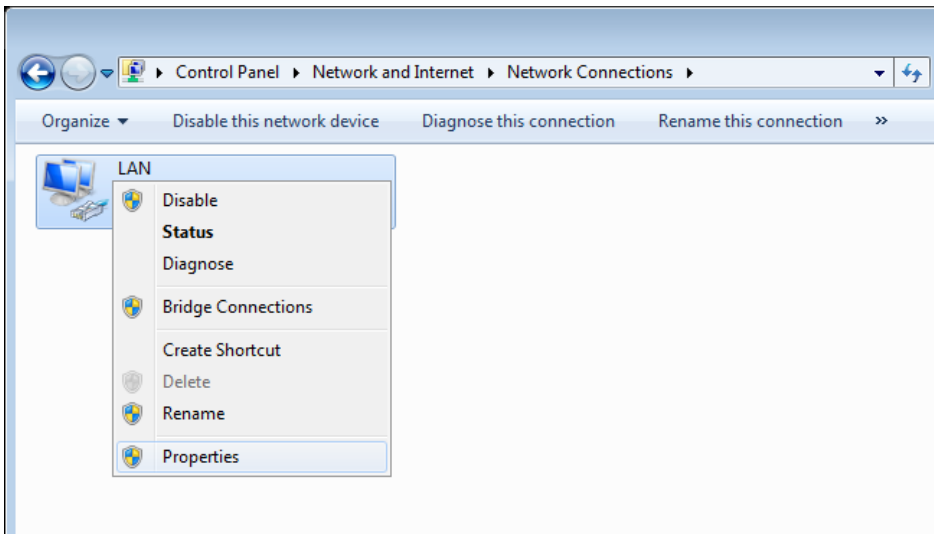 Control Panel Network and Internet Network Connections
Organize Disable this network device Diagnose this connection Rename this connection »
LAN
Disable
Status
Diagnose
Bridge Connections
Create Shortcut
Delete
Rename
Properties